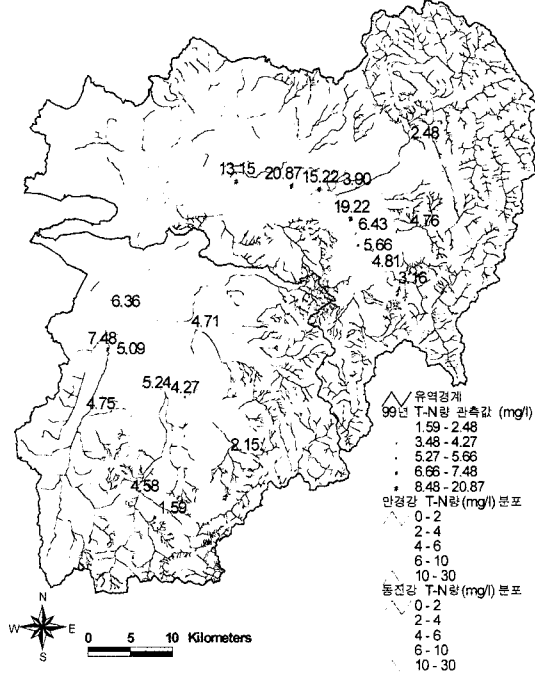 2.48
13.15
20.87
15.22
3.90
19.22
6.43
4.76
5.66
4.81
3.16
6.36
4.71
7.48
5.09
5.24
4.27
4.75
2.15
4.58
1.59
유역경계
99년 T-N량 관측값 (mg/l)
1.59 - 2.48
3.48 - 4.27
5.27 - 5.66
6.66 - 7.48
8.48 - 20.87
만경강 T-N량(mg/l) 분포
0 - 2
2 - 4
4 - 6
6 - 10
10 - 30
동진강 T-N량(mg/l) 분포
0 - 2
2 - 4
4 - 6
6 - 10
10 - 30
N
W E
S
0 5 10 Kilometers